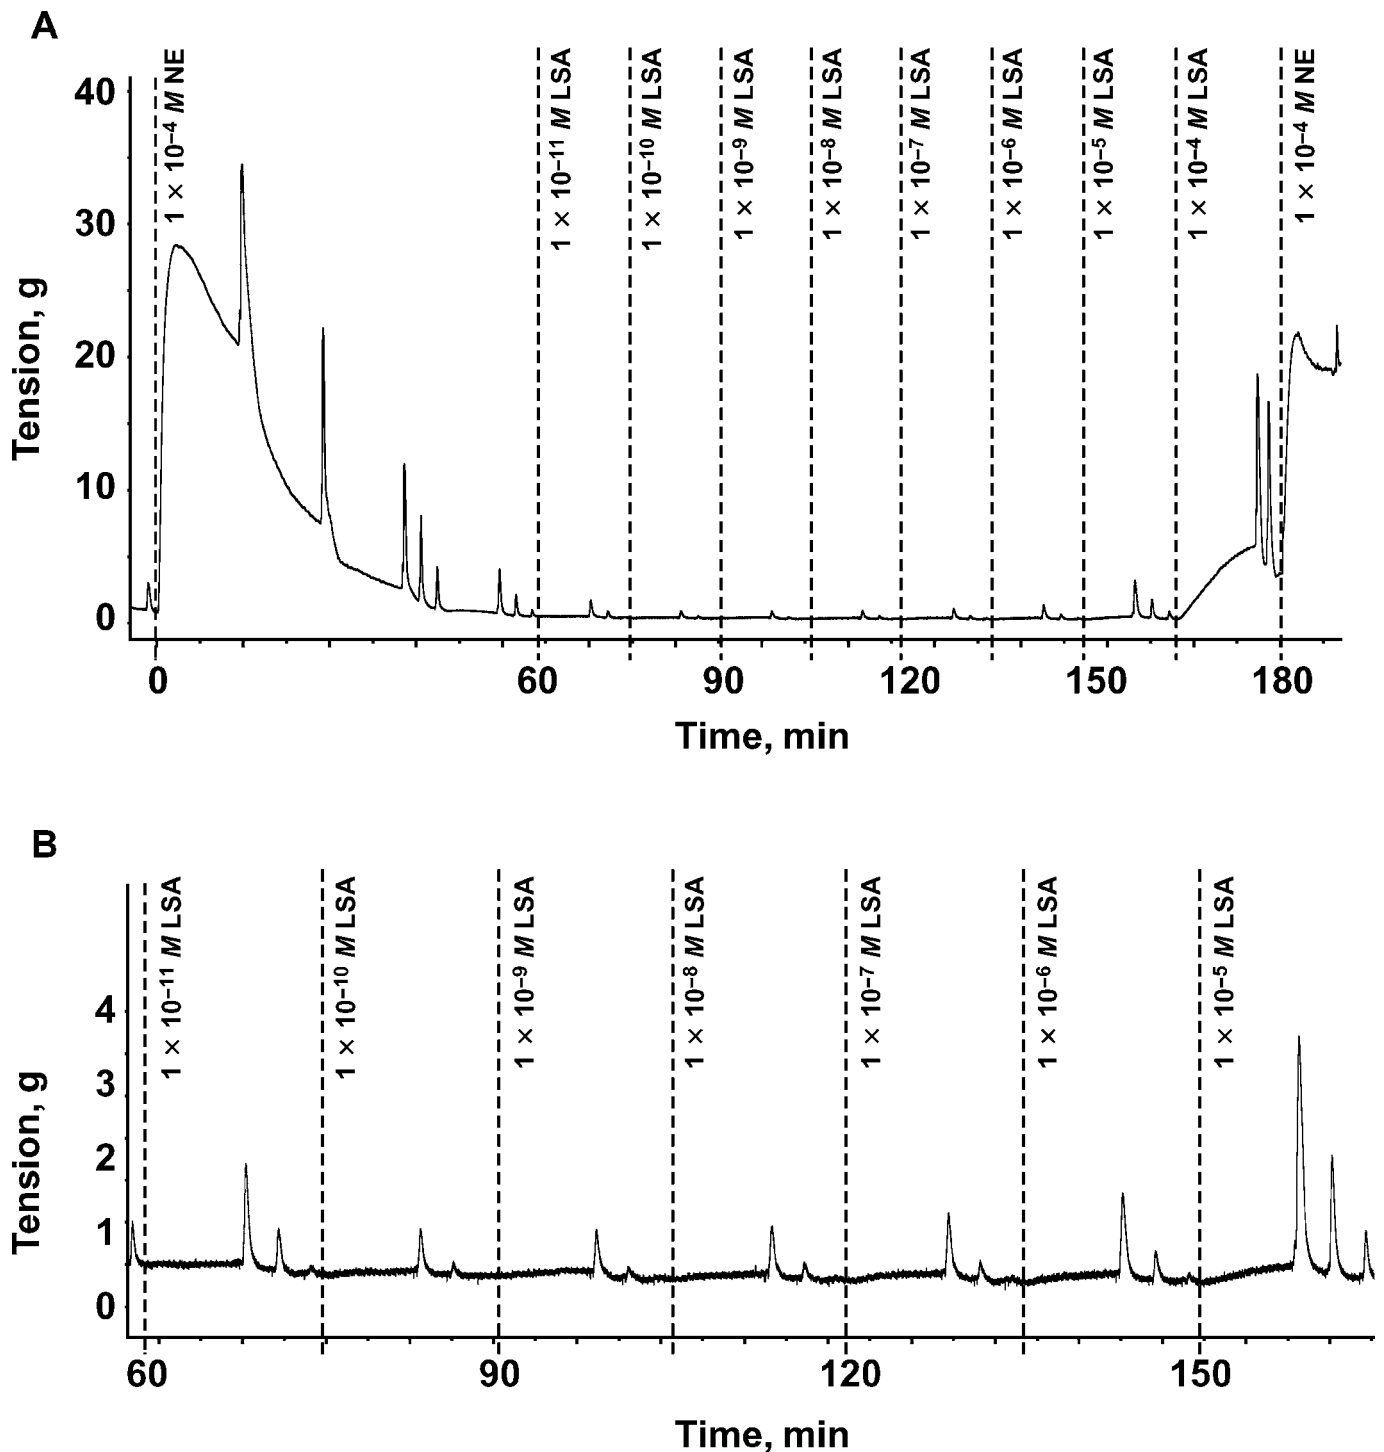 A
40
30
20
10
0
Tension, g
1 × 10⁻⁴ M NE
1 × 10⁻¹¹ M LSA
1 × 10⁻¹⁰ M LSA
1 × 10⁻⁹ M LSA
1 × 10⁻⁸ M LSA
1 × 10⁻⁷ M LSA
1 × 10⁻⁶ M LSA
1 × 10⁻⁵ M LSA
1 × 10⁻⁴ M LSA
1 × 10⁻⁴ M NE
0 60 90 120 150 180
Time, min
B
4
3
2
1
0
Tension, g
1 × 10⁻¹¹ M LSA
1 × 10⁻¹⁰ M LSA
1 × 10⁻⁹ M LSA
1 × 10⁻⁸ M LSA
1 × 10⁻⁷ M LSA
1 × 10⁻⁶ M LSA
1 × 10⁻⁵ M LSA
60 90 120 150
Time, min